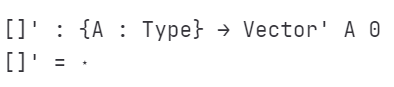 []' : {A : Type} → Vector' A 0
[]' = ⋆